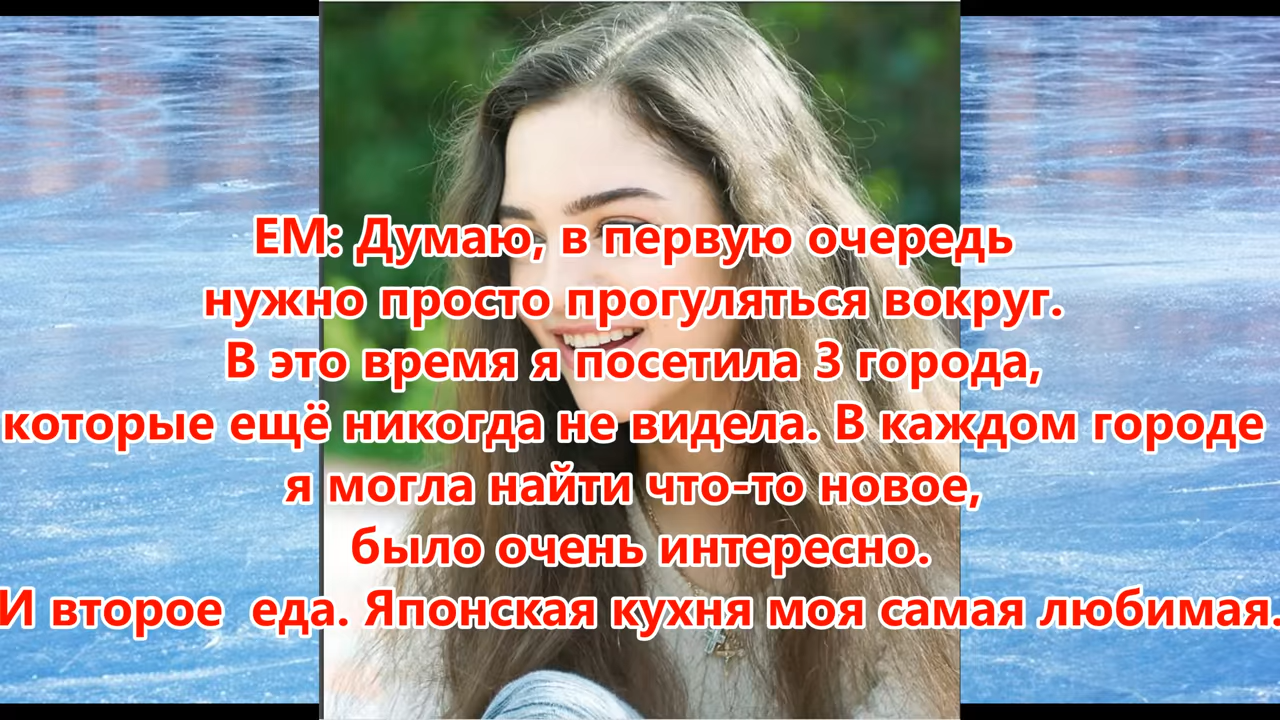 ЕМ: Думаю, в первую очередь
нужно просто прогуляться вокруг.
В это время я посетила 3 города,
которые ещё никогда не видела. В каждом городе
я могла найти что-то новое,
было очень интересно.
И второе  еда. Японская кухня моя самая любимая.